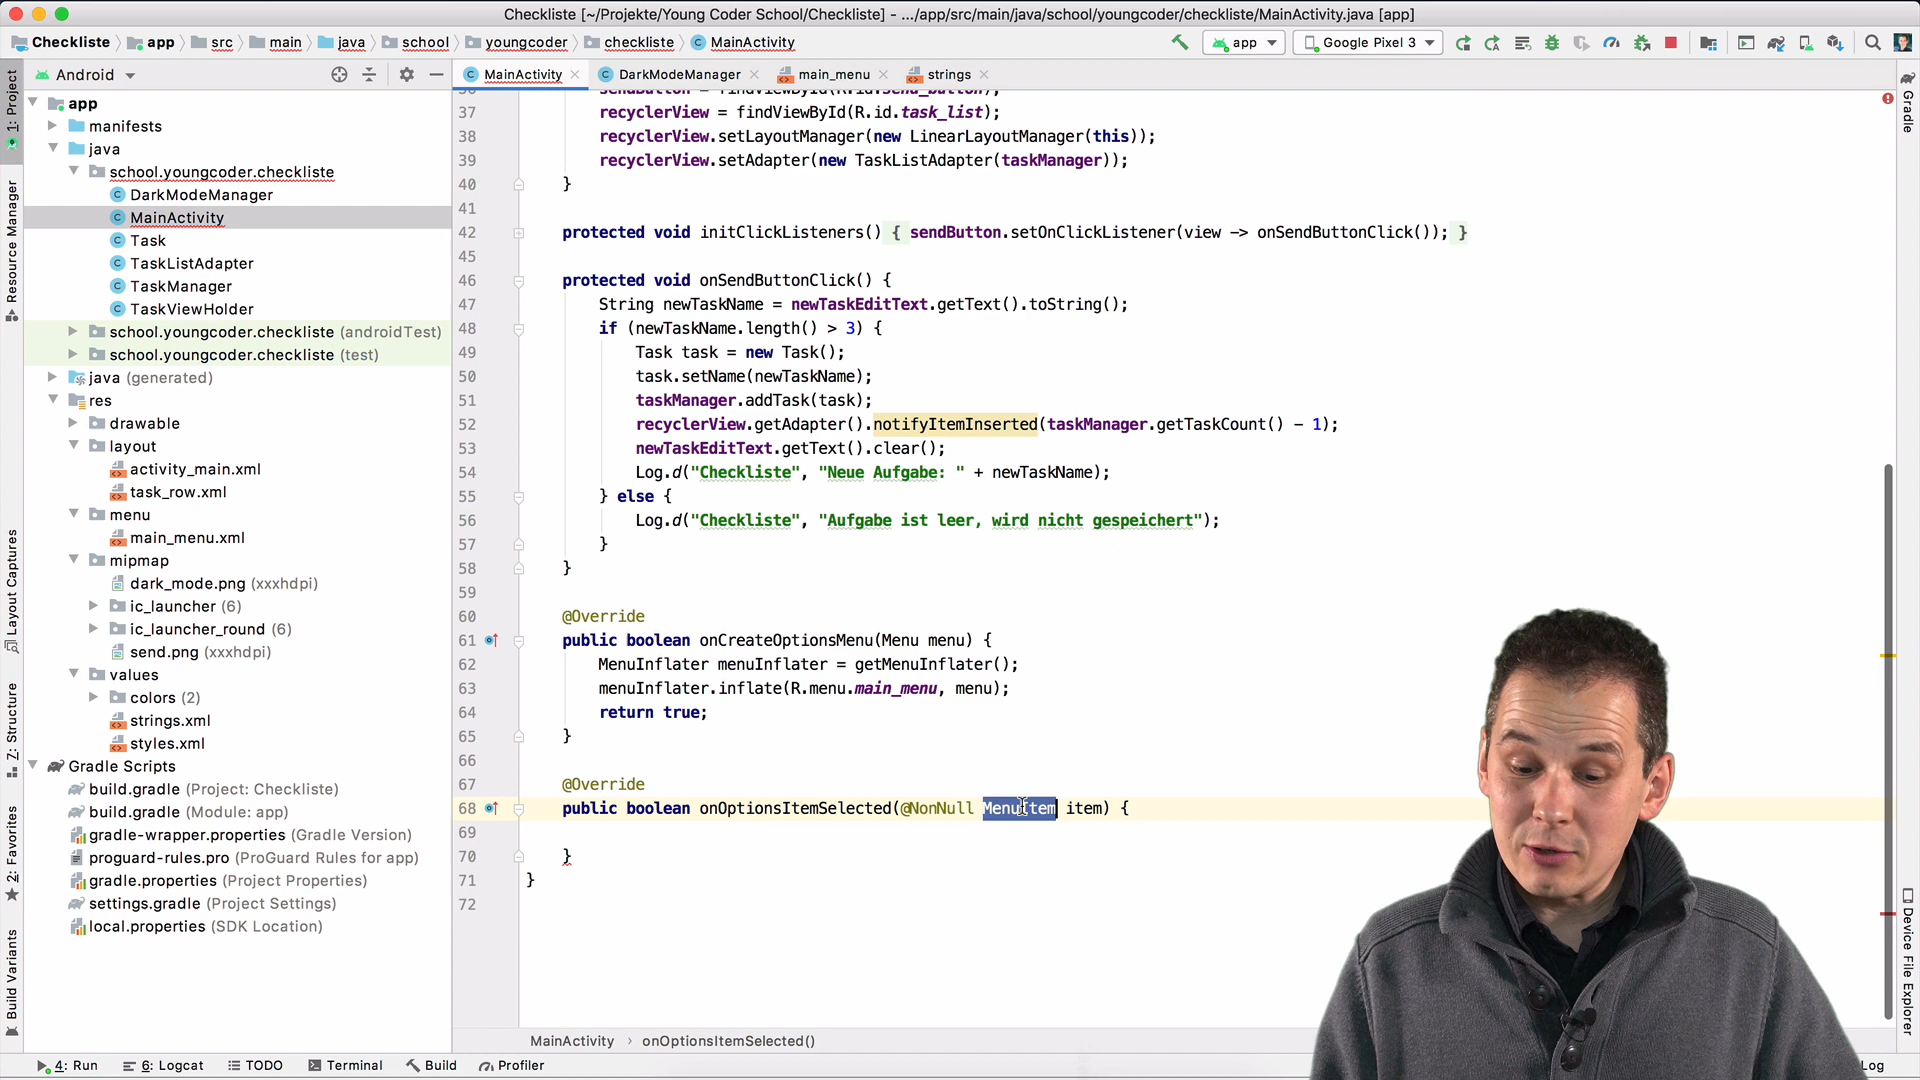 Checkliste [~/Projekte/Young Coder School/Checkliste] - .../app/src/main/java/school/youngcoder/checkliste/MainActivity.java [app]
Checkliste app src main java school youngcoder checkliste MainActivity app Google Pixel 3
Android
MainActivity DarkModeManager main_menu strings
1: Project
Resource Manager
Layout Captures
Z: Structure
2: Favorites
Build Variants
app
manifests
java
school.youngcoder.checkliste
DarkModeManager
MainActivity
Task
TaskListAdapter
TaskManager
TaskViewHolder
school.youngcoder.checkliste (androidTest)
school.youngcoder.checkliste (test)
java (generated)
res
drawable
layout
activity_main.xml
task_row.xml
menu
main_menu.xml
mipmap
dark_mode.png (xxxhdpi)
ic_launcher (6)
ic_launcher_round (6)
send.png (xxxhdpi)
values
colors (2)
strings.xml
styles.xml
Gradle Scripts
build.gradle (Project: Checkliste)
build.gradle (Module: app)
gradle-wrapper.properties (Gradle Version)
proguard-rules.pro (ProGuard Rules for app)
gradle.properties (Project Properties)
settings.gradle (Project Settings)
local.properties (SDK Location)
36 sendButton = findViewById(R.id.send_button);
37 recyclerView = findViewById(R.id.task_list);
38 recyclerView.setLayoutManager(new LinearLayoutManager(this));
39 recyclerView.setAdapter(new TaskListAdapter(taskManager));
40 }
41
42 protected void initClickListeners() { sendButton.setOnClickListener(view -> onSendButtonClick()); }
45
46 protected void onSendButtonClick() {
47 String newTaskName = newTaskEditText.getText().toString();
48 if (newTaskName.length() > 3) {
49 Task task = new Task();
50 task.setName(newTaskName);
51 taskManager.addTask(task);
52 recyclerView.getAdapter().notifyItemInserted(taskManager.getTaskCount() - 1);
53 newTaskEditText.getText().clear();
54 Log.d("Checkliste", "Neue Aufgabe: " + newTaskName);
55 } else {
56 Log.d("Checkliste", "Aufgabe ist leer, wird nicht gespeichert");
57 }
58 }
59
60 @Override
61 public boolean onCreateOptionsMenu(Menu menu) {
62 MenuInflater menuInflater = getMenuInflater();
63 menuInflater.inflate(R.menu.main_menu, menu);
64 return true;
65 }
66
67 @Override
68 public boolean onOptionsItemSelected(@NonNull MenuItem item) {
69
70 }
71 }
72
MainActivity › onOptionsItemSelected()
Gradle
Device File Explorer
4: Run 6: Logcat TODO Terminal Build Profiler Log